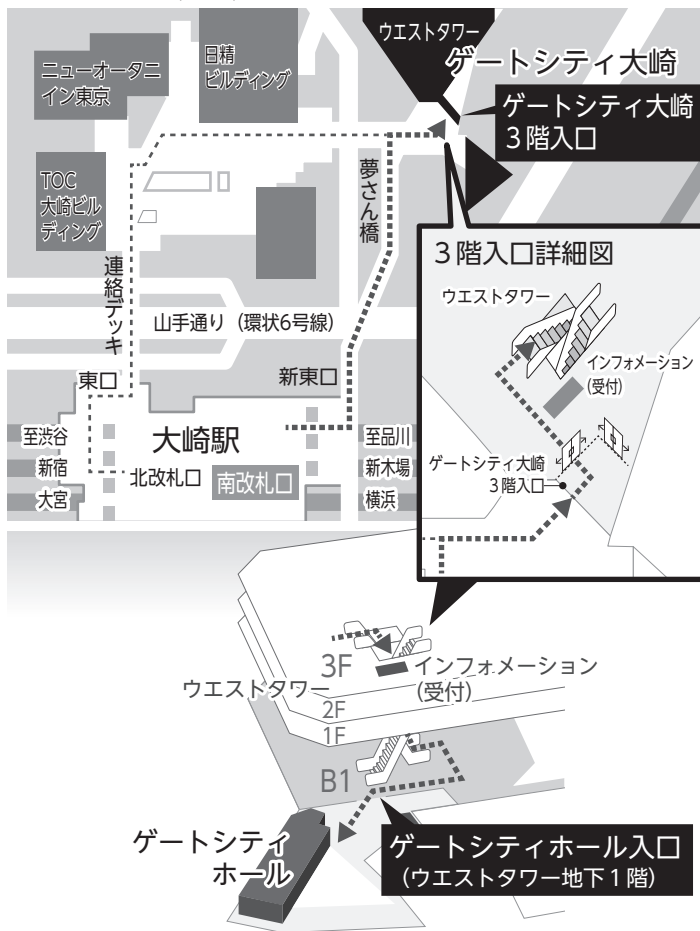 ウエストタワー
ゲートシティ大崎
ゲートシティ大崎
3階入口
ニューオータニ
イン東京
日精
ビルディング
TOC
大崎ビル
ディング
夢さん橋
連絡デッキ
山手通り（環状6号線）
東口
新東口
至渋谷
新宿
大宮
大崎駅
北改札口
南改札口
至品川
新木場
横浜
3階入口詳細図
ウエストタワー
インフォメーション
(受付)
ゲートシティ大崎
3階入口
3F
インフォメーション
(受付)
ウエストタワー
2F
1F
B1
ゲートシティ
ホール
ゲートシティホール入口
（ウエストタワー地下1階）